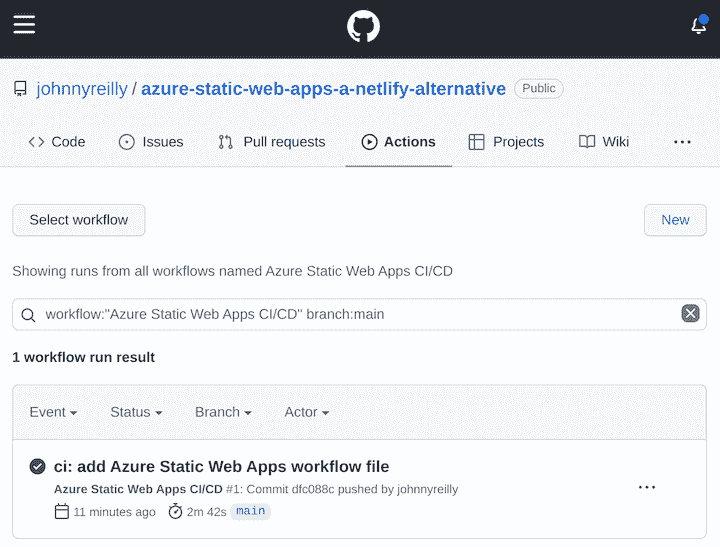 johnnyreilly / azure-static-web-apps-a-netlify-alternative Public
Code Issues Pull requests Actions Projects Wiki
Select workflow New
Showing runs from all workflows named Azure Static Web Apps CI/CD
workflow:"Azure Static Web Apps CI/CD" branch:main
1 workflow run result
Event Status Branch Actor
ci: add Azure Static Web Apps workflow file
Azure Static Web Apps CI/CD #1: Commit dfc088c pushed by johnnyreilly
11 minutes ago 2m 42s main